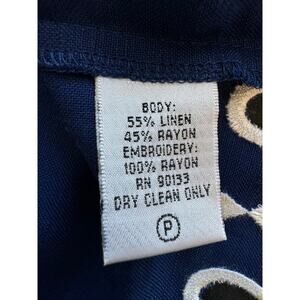 BODY:
55% LINEN
45% RAYON
EMBROIDERY:
100% RAYON
RN 90133
DRY CLEAN ONLY
P